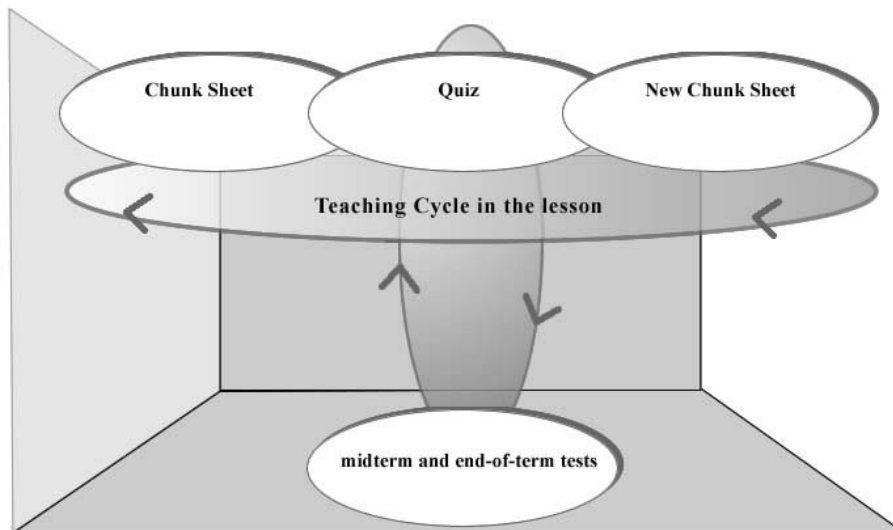 Chunk Sheet
Quiz
New Chunk Sheet
Teaching Cycle in the lesson
midterm and end-of-term tests